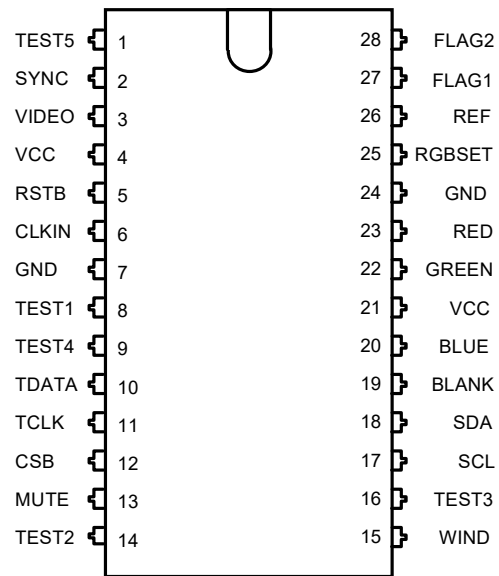 TEST5 1 28 FLAG2
SYNC 2 27 FLAG1
VIDEO 3 26 REF
VCC 4 25 RGBSET
RSTB 5 24 GND
CLKIN 6 23 RED
GND 7 22 GREEN
TEST1 8 21 VCC
TEST4 9 20 BLUE
TDATA 10 19 BLANK
TCLK 11 18 SDA
CSB 12 17 SCL
MUTE 13 16 TEST3
TEST2 14 15 WIND